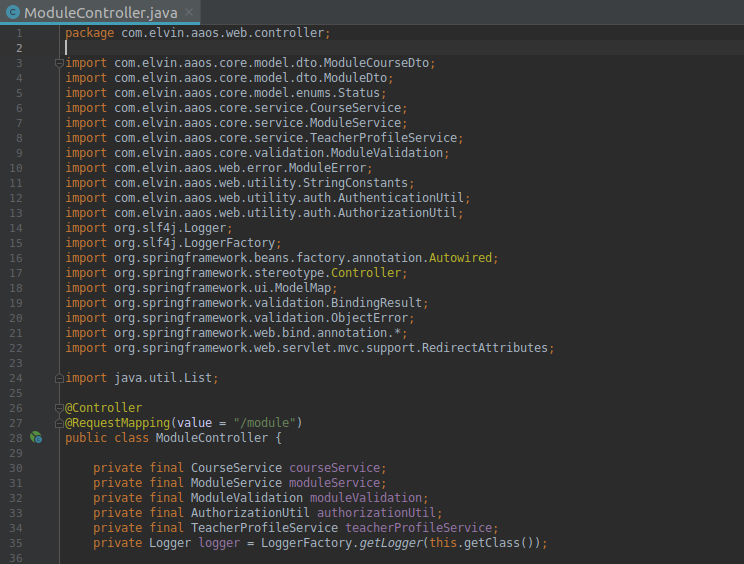 ModuleController.java
1 package com.elvin.aaos.web.controller;
2
3 import com.elvin.aaos.core.model.dto.ModuleCourseDto;
4 import com.elvin.aaos.core.model.dto.ModuleDto;
5 import com.elvin.aaos.core.model.enums.Status;
6 import com.elvin.aaos.core.service.CourseService;
7 import com.elvin.aaos.core.service.ModuleService;
8 import com.elvin.aaos.core.service.TeacherProfileService;
9 import com.elvin.aaos.core.validation.ModuleValidation;
10 import com.elvin.aaos.web.error.ModuleError;
11 import com.elvin.aaos.web.utility.StringConstants;
12 import com.elvin.aaos.web.utility.auth.AuthenticationUtil;
13 import com.elvin.aaos.web.utility.auth.AuthorizationUtil;
14 import org.slf4j.Logger;
15 import org.slf4j.LoggerFactory;
16 import org.springframework.beans.factory.annotation.Autowired;
17 import org.springframework.stereotype.Controller;
18 import org.springframework.ui.ModelMap;
19 import org.springframework.validation.BindingResult;
20 import org.springframework.validation.ObjectError;
21 import org.springframework.web.bind.annotation.*;
22 import org.springframework.web.servlet.mvc.support.RedirectAttributes;
23
24 import java.util.List;
25
26 @Controller
27 @RequestMapping(value = "/module")
28 public class ModuleController {
29
30     private final CourseService courseService;
31     private final ModuleService moduleService;
32     private final ModuleValidation moduleValidation;
33     private final AuthorizationUtil authorizationUtil;
34     private final TeacherProfileService teacherProfileService;
35     private Logger logger = LoggerFactory.getLogger(this.getClass());
36